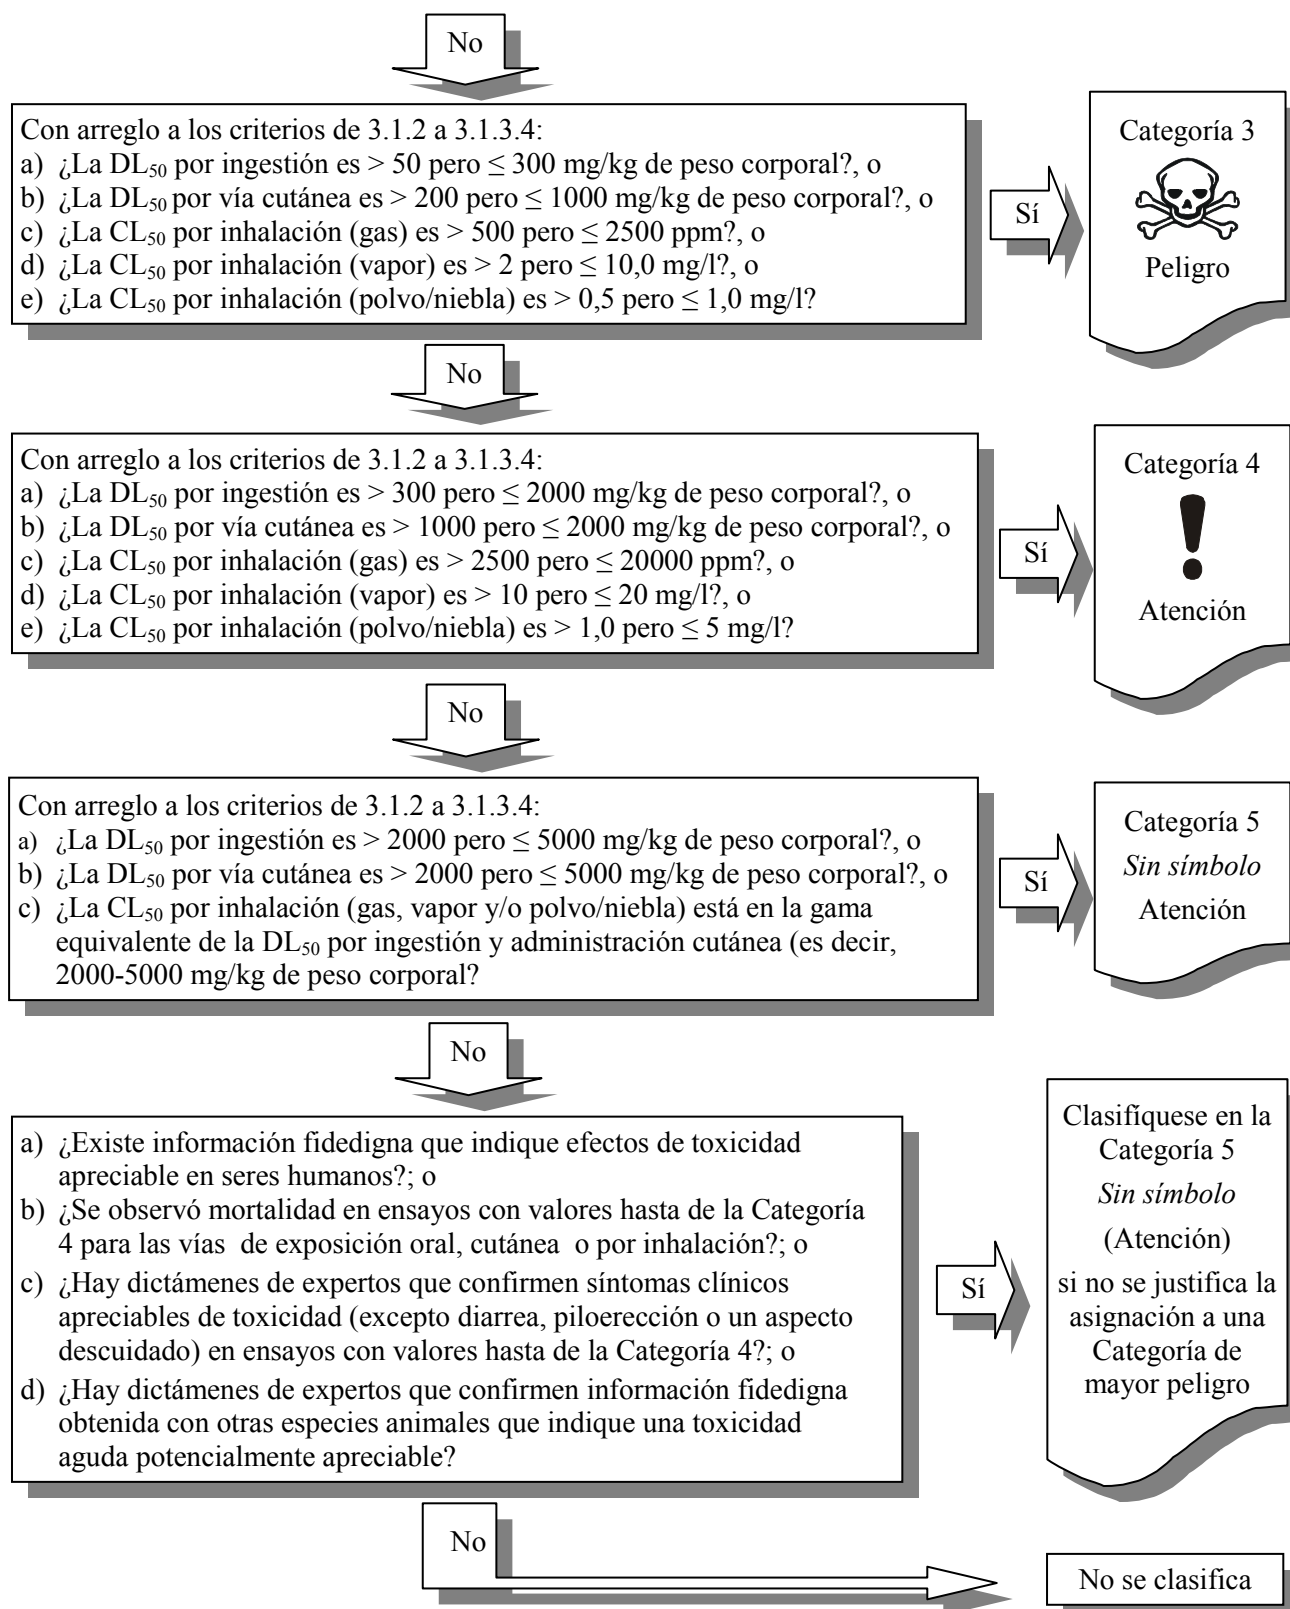 No
Con arreglo a los criterios de 3.1.2 a 3.1.3.4:
a) ¿La DL₅₀ por ingestión es > 50 pero ≤ 300 mg/kg de peso corporal?, o
b) ¿La DL₅₀ por vía cutánea es > 200 pero ≤ 1000 mg/kg de peso corporal?, o
c) ¿La CL₅₀ por inhalación (gas) es > 500 pero ≤ 2500 ppm?, o
d) ¿La CL₅₀ por inhalación (vapor) es > 2 pero ≤ 10,0 mg/l?, o
e) ¿La CL₅₀ por inhalación (polvo/niebla) es > 0,5 pero ≤ 1,0 mg/l?
Sí
Categoría 3
Peligro
No
Con arreglo a los criterios de 3.1.2 a 3.1.3.4:
a) ¿La DL₅₀ por ingestión es > 300 pero ≤ 2000 mg/kg de peso corporal?, o
b) ¿La DL₅₀ por vía cutánea es > 1000 pero ≤ 2000 mg/kg de peso corporal?, o
c) ¿La CL₅₀ por inhalación (gas) es > 2500 pero ≤ 20000 ppm?, o
d) ¿La CL₅₀ por inhalación (vapor) es > 10 pero ≤ 20 mg/l?, o
e) ¿La CL₅₀ por inhalación (polvo/niebla) es > 1,0 pero ≤ 5 mg/l?
Sí
Categoría 4
!
Atención
No
Con arreglo a los criterios de 3.1.2 a 3.1.3.4:
a) ¿La DL₅₀ por ingestión es > 2000 pero ≤ 5000 mg/kg de peso corporal?, o
b) ¿La DL₅₀ por vía cutánea es > 2000 pero ≤ 5000 mg/kg de peso corporal?, o
c) ¿La CL₅₀ por inhalación (gas, vapor y/o polvo/niebla) está en la gama
equivalente de la DL₅₀ por ingestión y administración cutánea (es decir,
2000-5000 mg/kg de peso corporal?
Sí
Categoría 5
Sin símbolo
Atención
No
a) ¿Existe información fidedigna que indique efectos de toxicidad
apreciable en seres humanos?; o
b) ¿Se observó mortalidad en ensayos con valores hasta de la Categoría
4 para las vías de exposición oral, cutánea o por inhalación?; o
c) ¿Hay dictámenes de expertos que confirmen síntomas clínicos
apreciables de toxicidad (excepto diarrea, piloerección o un aspecto
descuidado) en ensayos con valores hasta de la Categoría 4?; o
d) ¿Hay dictámenes de expertos que confirmen información fidedigna
obtenida con otras especies animales que indique una toxicidad
aguda potencialmente apreciable?
Sí
Clasifíquese en la
Categoría 5
Sin símbolo
(Atención)
si no se justifica la
asignación a una
Categoría de
mayor peligro
No
No se clasifica